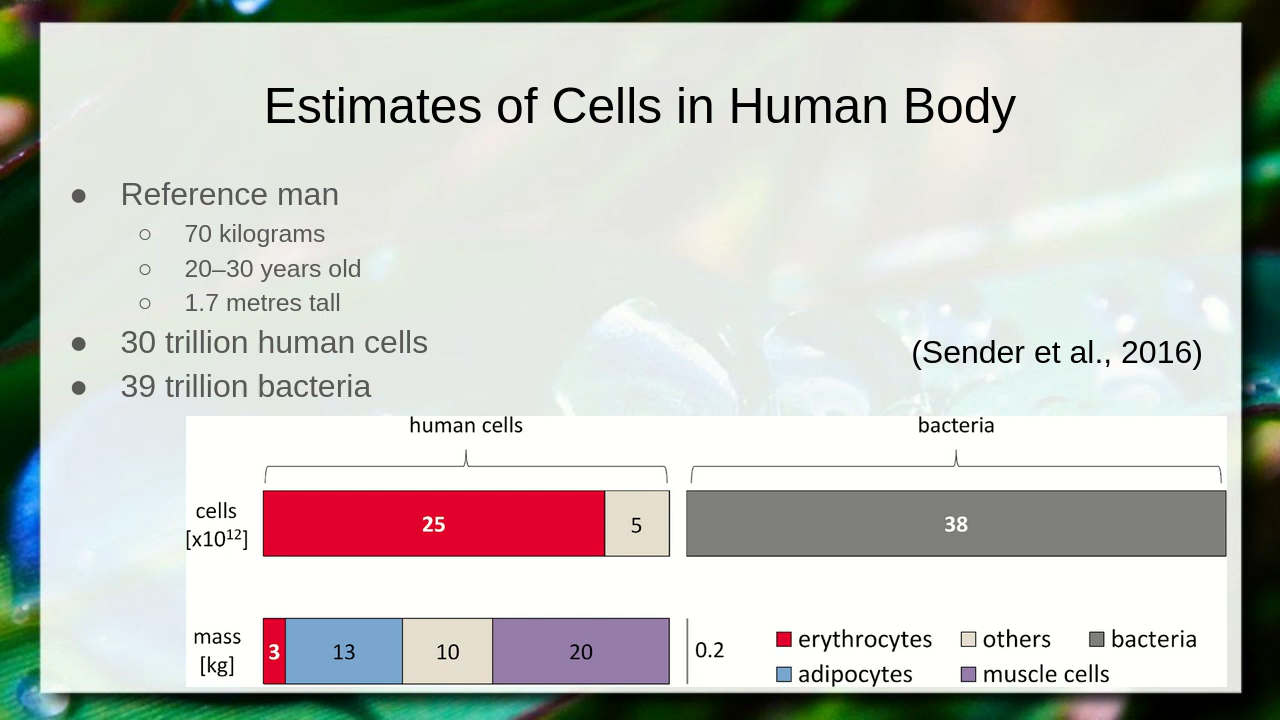 Estimates of Cells in Human Body
● Reference man
○ 70 kilograms
○ 20–30 years old
○ 1.7 metres tall
● 30 trillion human cells
● 39 trillion bacteria
(Sender et al., 2016)
human cells
bacteria
cells
[x10¹²]
25
5
38
mass
[kg]
3
13
10
20
0.2
erythrocytes
others
bacteria
adipocytes
muscle cells